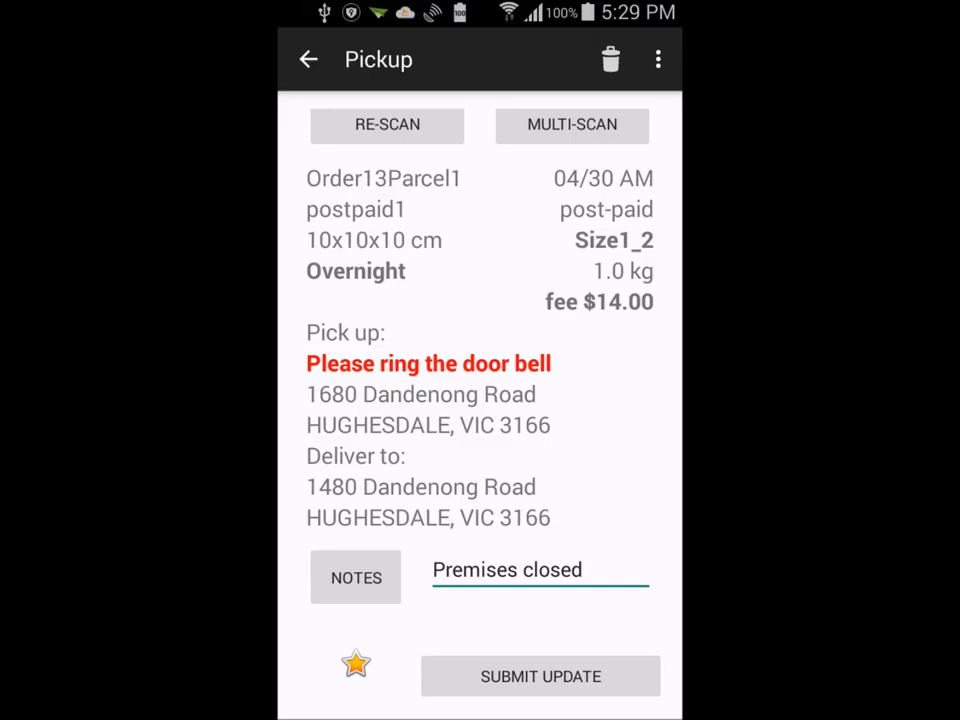 100% 5:29 PM
Pickup
RE-SCAN MULTI-SCAN
Order13Parcel1 04/30 AM
postpaid1 post-paid
10x10x10 cm Size1_2
Overnight 1.0 kg
fee $14.00
Pick up:
Please ring the door bell
1680 Dandenong Road
HUGHESDALE, VIC 3166
Deliver to:
1480 Dandenong Road
HUGHESDALE, VIC 3166
NOTES Premises closed
SUBMIT UPDATE